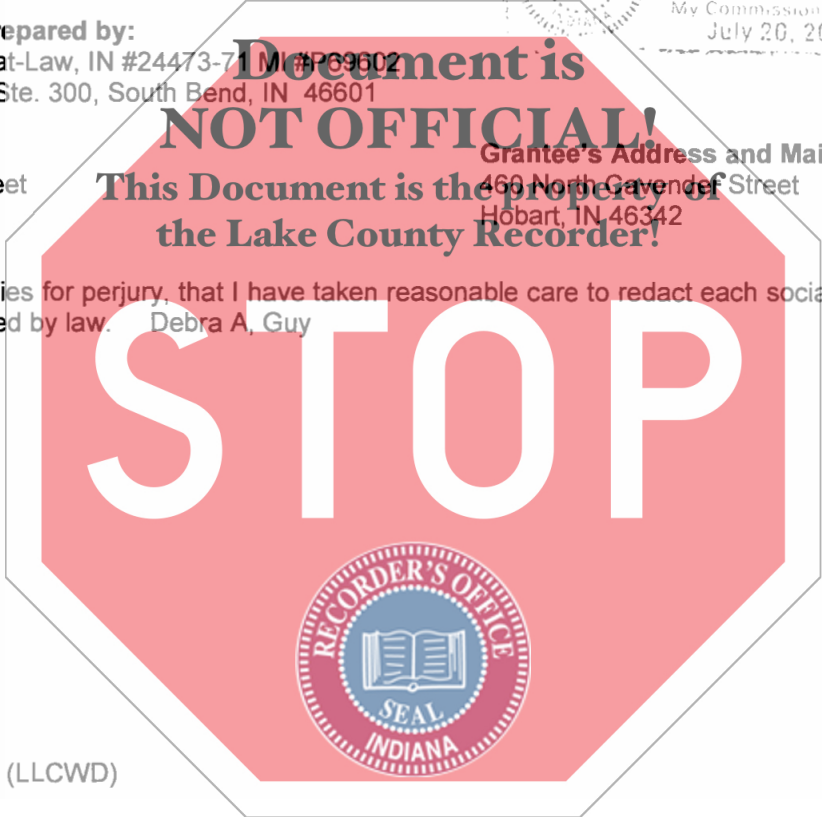 epared by:
My Commission
July 20, 20
at-Law, IN #24473-71 MI #P69602
Document is
Ste. 300, South Bend, IN 46601
NOT OFFICIAL!
Grantee's Address and Mai
eet
This Document is the property of
460 North Cavender Street
Hobart, IN 46342
the Lake County Recorder!
ies for perjury, that I have taken reasonable care to redact each socia
ed by law. Debra A, Guy
STOP
RECORDER'S OFFICE
SEAL
INDIANA
(LLCWD)